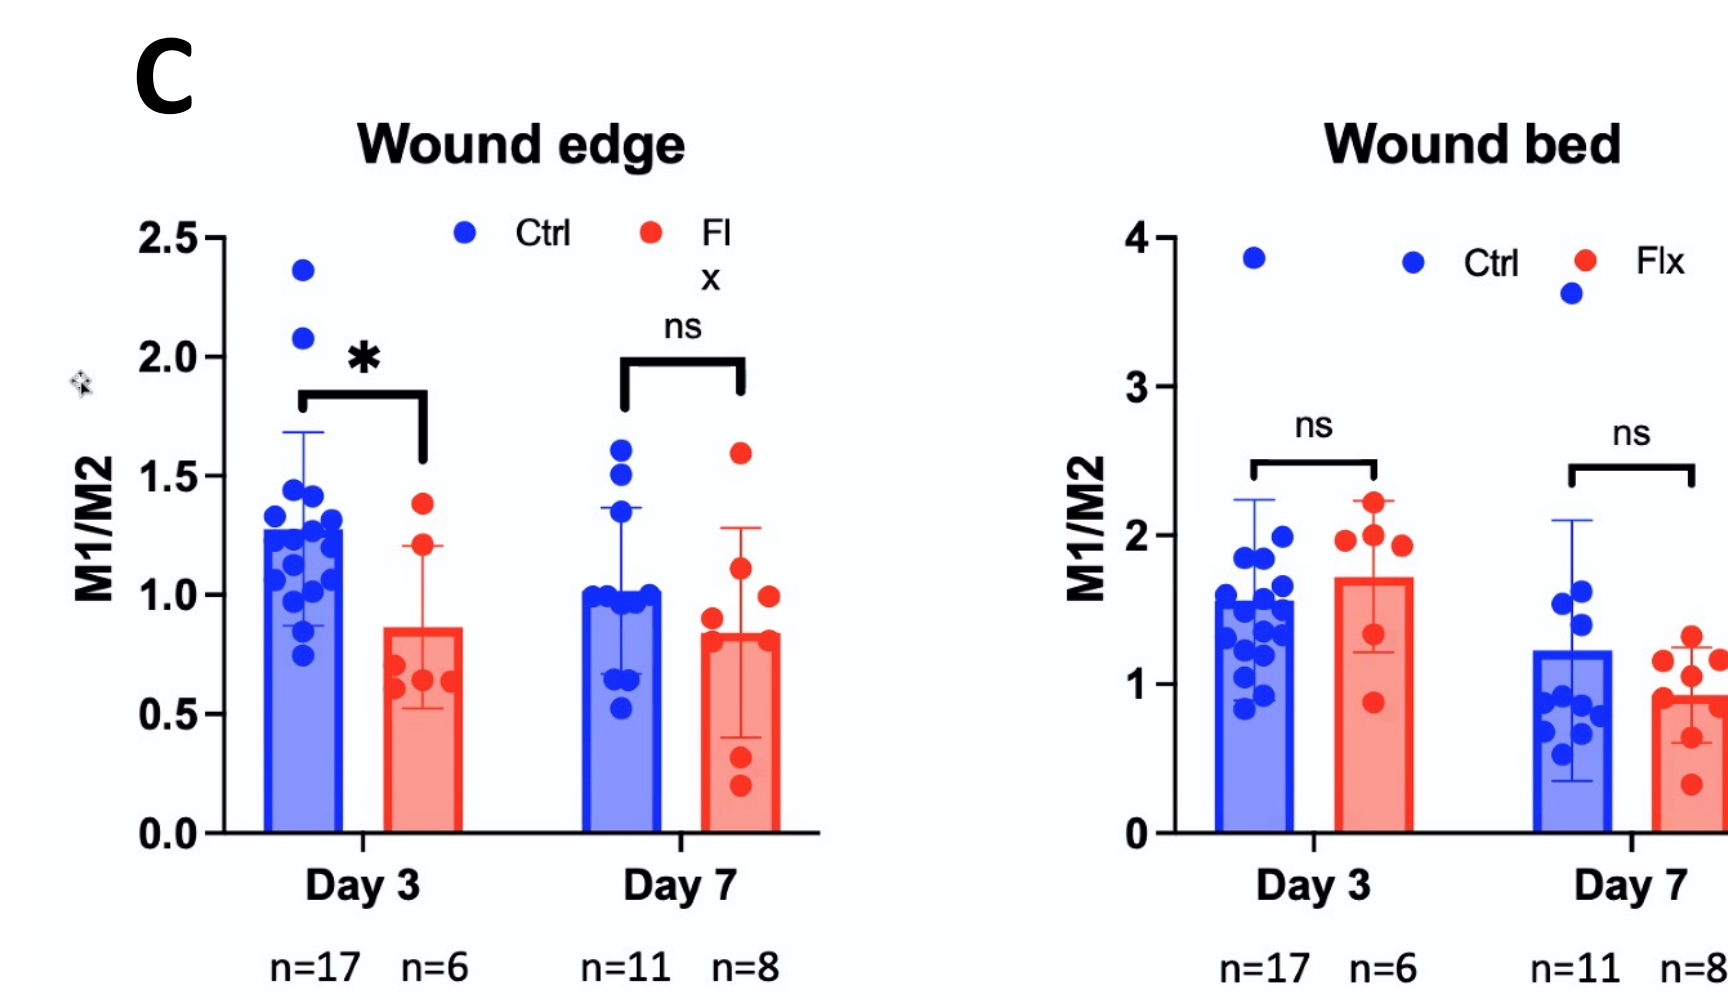 C
Wound edge
Ctrl
Fl
x
2.5
2.0
1.5
1.0
0.5
0.0
M1/M2
*
ns
Day 3
Day 7
n=17
n=6
n=11
n=8
Wound bed
Ctrl
Flx
4
3
2
1
0
M1/M2
ns
ns
Day 3
Day 7
n=17
n=6
n=11
n=8